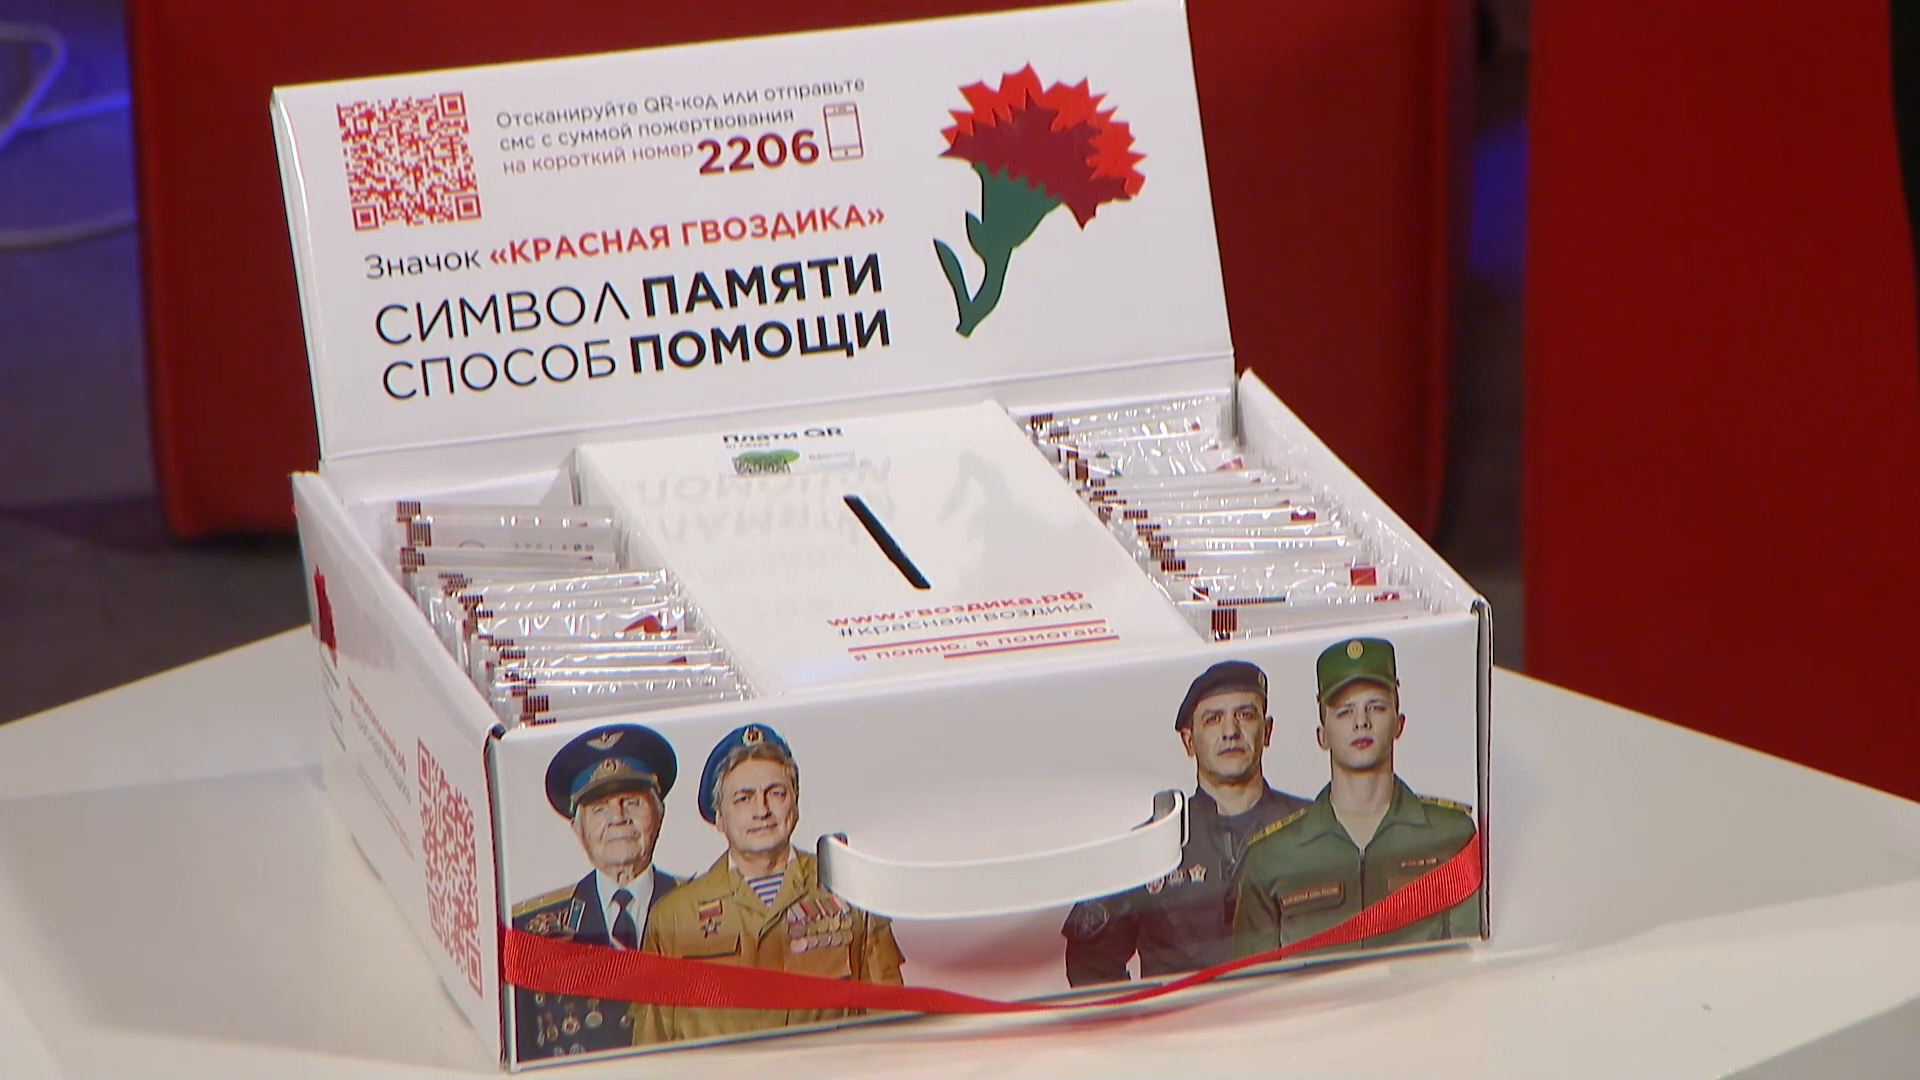 Отсканируйте QR-код или отправьте
смс с суммой пожертвования
на короткий номер 2206
Значок «КРАСНАЯ ГВОЗДИКА»
СИМВОЛ ПАМЯТИ
СПОСОБ ПОМОЩИ
Плати QR
www.гвоздика.рф
#краснаягвоздика
я помню. я помогаю.